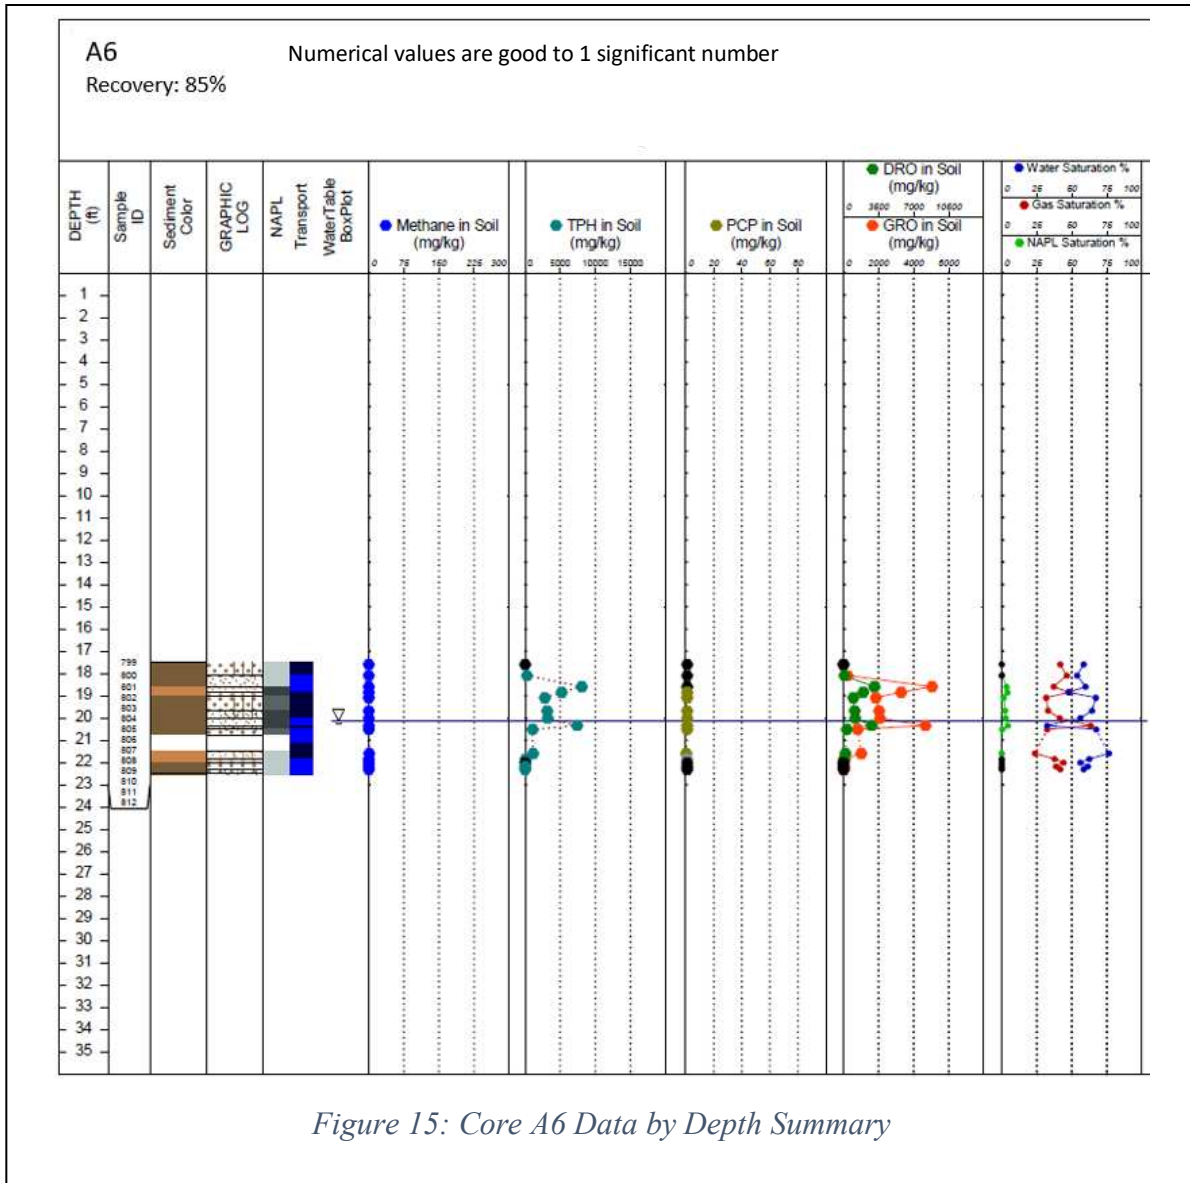 A6
Numerical values are good to 1 significant number
Recovery: 85%
DEPTH
(ft)
Sample
ID
Sediment
Color
GRAPHIC
LOG
NAPL
Transport
WaterTable
BoxPlot
Methane in Soil
(mg/kg)
0 75 150 225 300
TPH in Soil
(mg/kg)
0 5000 10000 15000
PCP in Soil
(mg/kg)
0 20 40 60 80
DRO in Soil
(mg/kg)
0 3500 7000 10500
GRO in Soil
(mg/kg)
0 2000 4000 6000
Water Saturation %
0 25 50 75 100
Gas Saturation %
0 25 50 75 100
NAPL Saturation %
0 25 50 75 100
1
2
3
4
5
6
7
8
9
10
11
12
13
14
15
16
17
18
19
20
21
22
23
24
25
26
27
28
29
30
31
32
33
34
35
799
800
801
802
803
804
805
806
807
808
809
810
811
812
Figure 15: Core A6 Data by Depth Summary